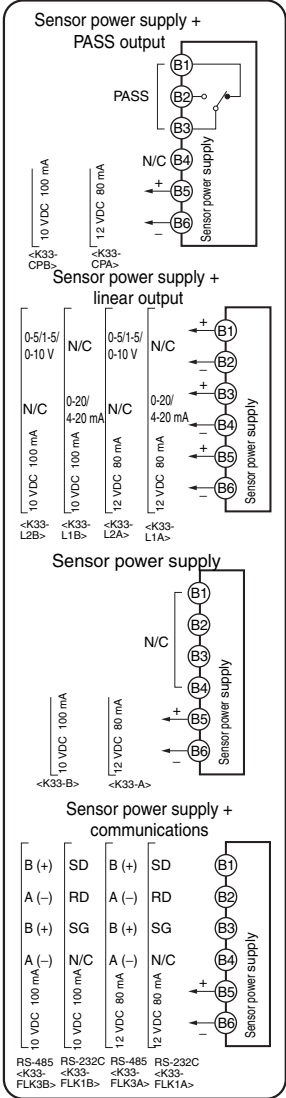 Sensor power supply +
PASS output
PASS
B1
B2
B3
N/C B4
+ B5
− B6
Sensor power supply
10 VDC 100 mA
12 VDC 80 mA
<K33-
CPB>
<K33-
CPA>
Sensor power supply +
linear output
0-5/1-5/
0-10 V
N/C
10 VDC 100 mA
N/C
0-20/
4-20 mA
10 VDC 100 mA
0-5/1-5/
0-10 V
N/C
12 VDC 80 mA
N/C
0-20/
4-20 mA
12 VDC 80 mA
+ B1
− B2
+ B3
− B4
+ B5
− B6
Sensor power supply
<K33-
L2B>
<K33-
L1B>
<K33-
L2A>
<K33-
L1A>
Sensor power supply
N/C
B1
B2
B3
B4
+ B5
− B6
Sensor power supply
10 VDC 100 mA
12 VDC 80 mA
<K33-B>
<K33-A>
Sensor power supply +
communications
B (+) SD B (+) SD B1
A (−) RD A (−) RD B2
B (+) SG B (+) SG B3
A (−) N/C A (−) N/C B4
+ B5
− B6
10 VDC 100 mA
10 VDC 100 mA
12 VDC 80 mA
12 VDC 80 mA
Sensor power supply
RS-485
<K33-
FLK3B>
RS-232C
<K33-
FLK1B>
RS-485
<K33-
FLK3A>
RS-232C
<K33-
FLK1A>